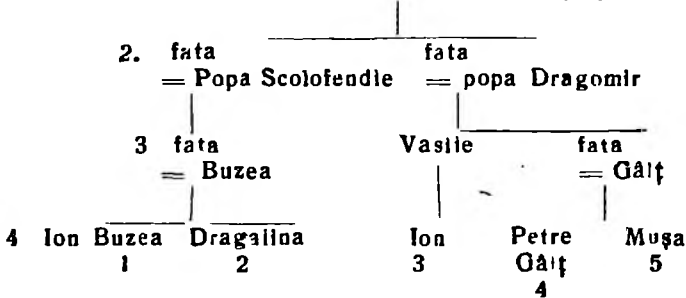 2. fata fata
= Popa Scolofendie = popa Dragomir
3 fata Vasile fata
= Buzea = Gâlț
4 Ion Buzea Dragalina Ion Petre Mușa
1 2 3 Gâlț 5
4